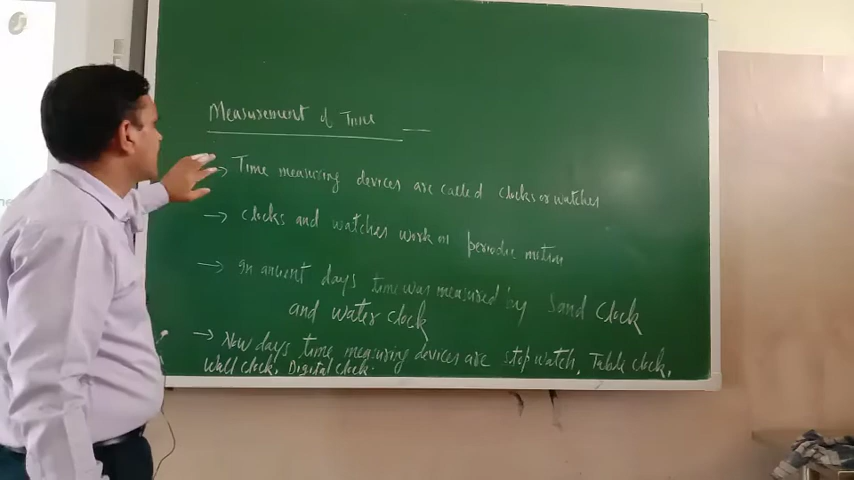 Measurement of Time
→ Time measuring devices are called clocks or watches
→ clocks and watches work on periodic motion
→ In ancient days time was measured by Sand clock
and water clock
→ Now days time measuring devices are stop watch, Table clock,
Wall clock, Digital clock.